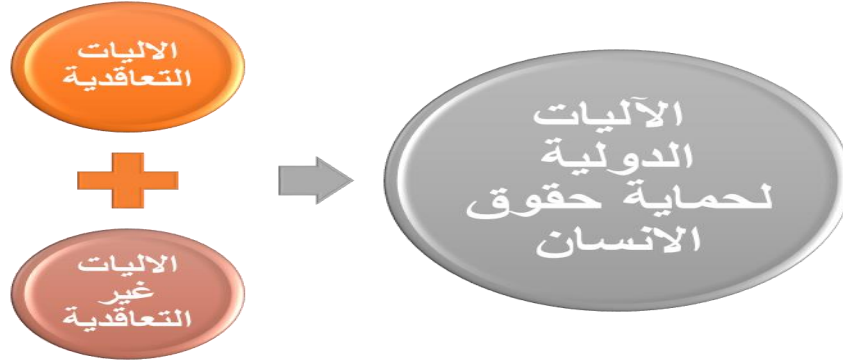 الاليات
التعاقدية
الاليات
غير
التعاقدية
الآليات
الدولية
لحماية حقوق
الانسان